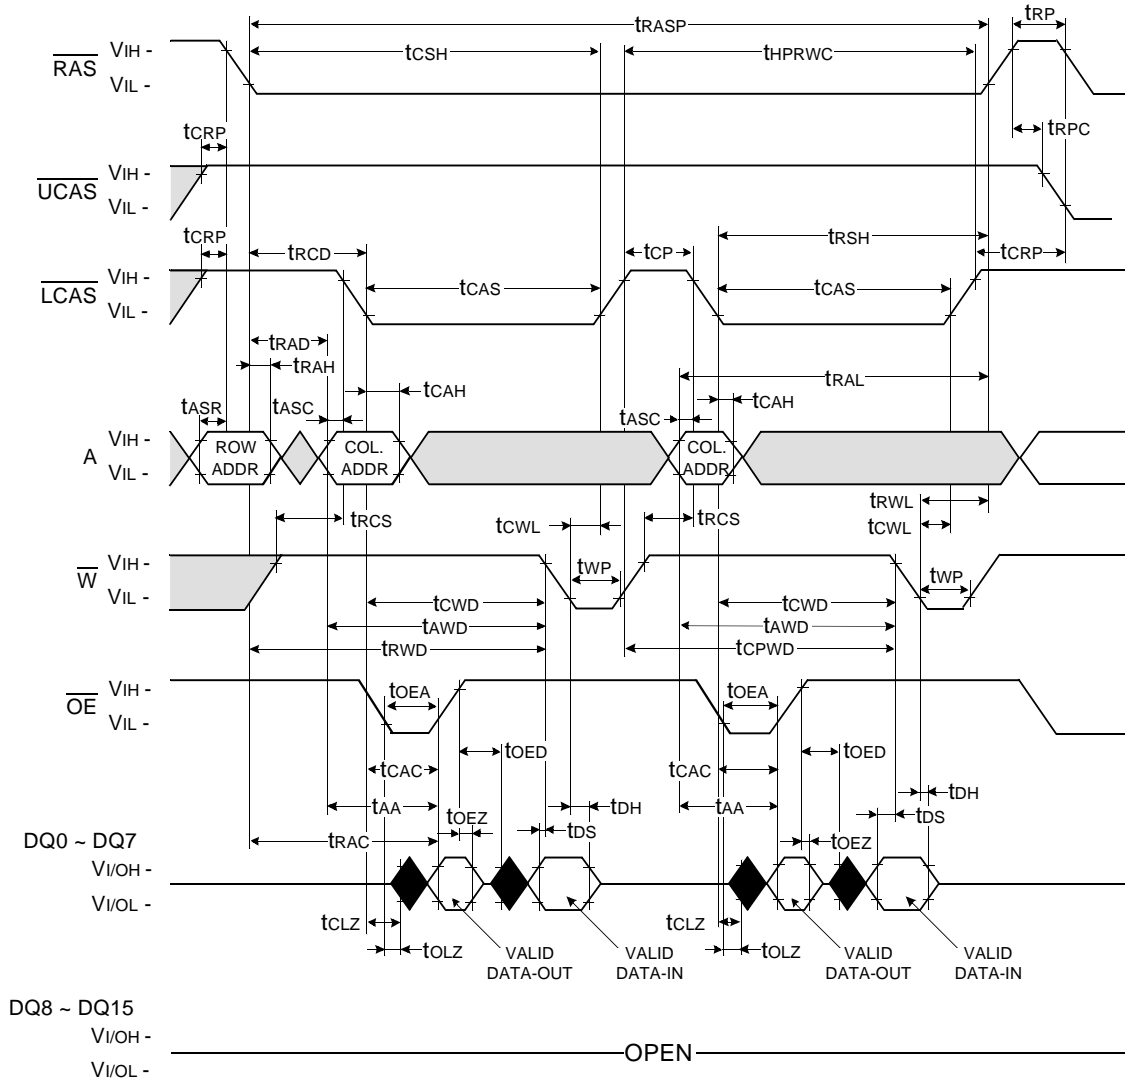 tRASP
tRP
VIH -
RAS
VIL -
tCSH
tHPRWC
tCRP
tRPC
VIH -
UCAS
VIL -
tCRP
tRCD
tCP
tRSH
tCRP
VIH -
LCAS
VIL -
tCAS
tCAS
tRAD
tRAH
tCAH
tRAL
tASR
tASC
tASC
tCAH
VIH -
A
VIL -
ROW
ADDR
COL.
ADDR
COL.
ADDR
tRCS
tCWL
tRCS
tRWL
tCWL
VIH -
W
VIL -
tWP
tWP
tCWD
tCWD
tAWD
tAWD
tRWD
tCPWD
VIH -
OE
VIL -
tOEA
tOEA
tOED
tOED
tCAC
tCAC
tAA
tOEZ
tDH
tAA
tDH
tRAC
tDS
tOEZ
tDS
DQ0 ~ DQ7
VI/OH -
VI/OL -
tCLZ
tOLZ
tCLZ
tOLZ
VALID
DATA-OUT
VALID
DATA-IN
VALID
DATA-OUT
VALID
DATA-IN
DQ8 ~ DQ15
VI/OH -
OPEN
VI/OL -